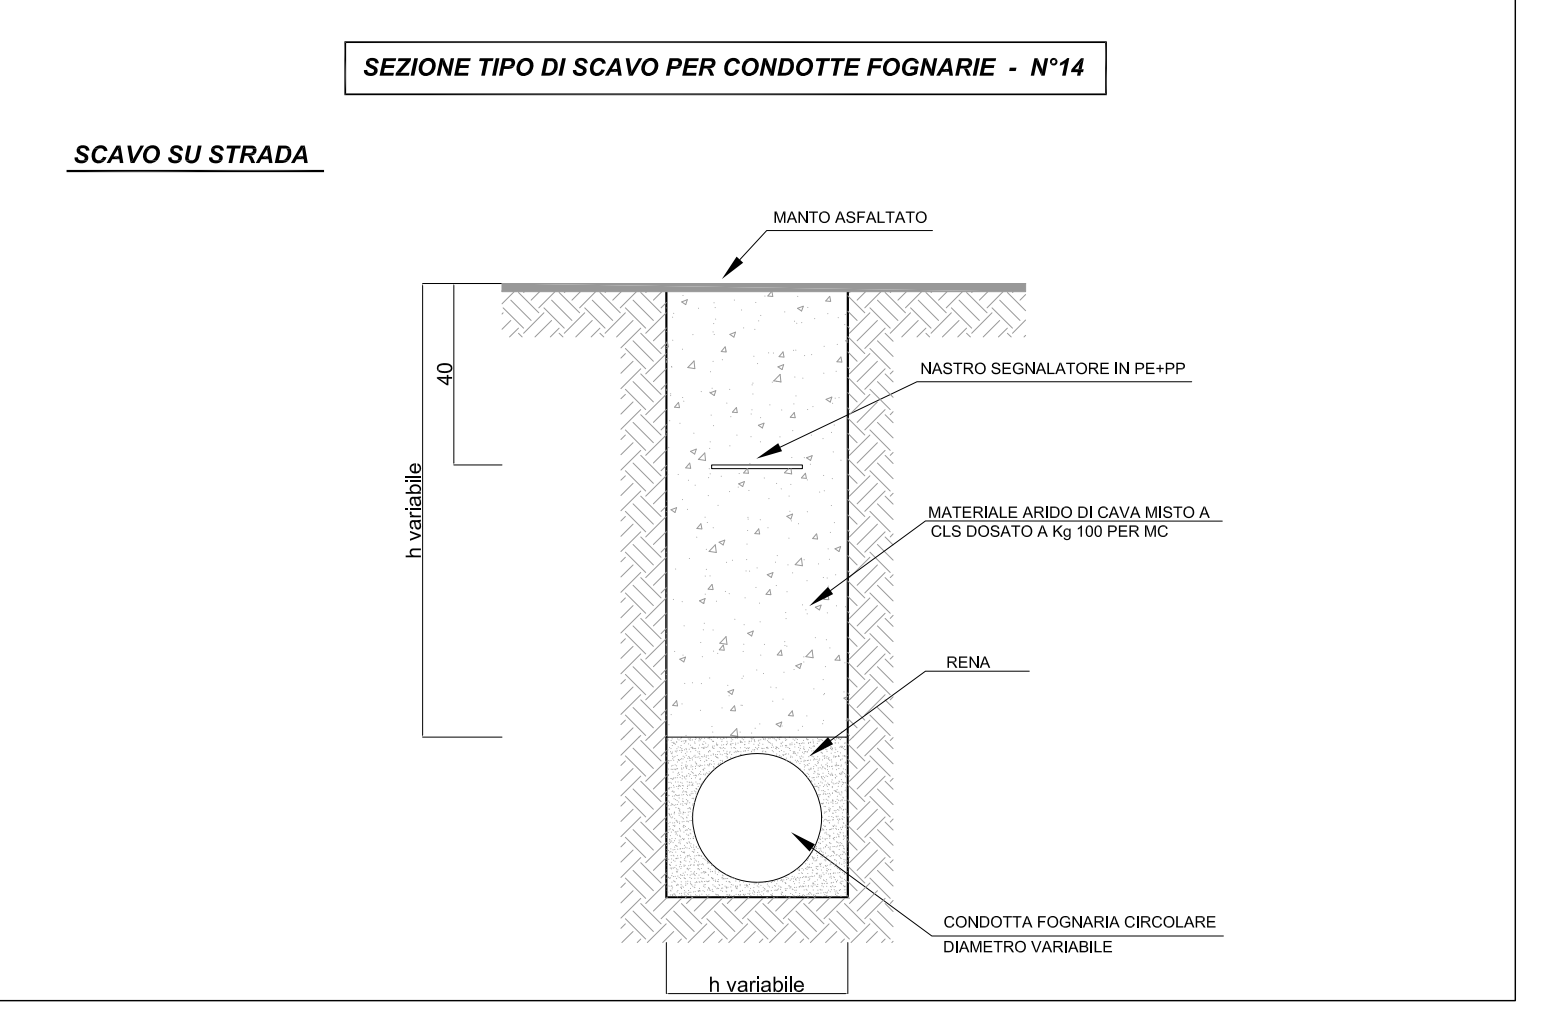 SEZIONE TIPO DI SCAVO PER CONDOTTE FOGNARIE - N°14
SCAVO SU STRADA
MANTO ASFALTATO
40
NASTRO SEGNALATORE IN PE+PP
h variabile
MATERIALE ARIDO DI CAVA MISTO A
CLS DOSATO A Kg 100 PER MC
RENA
CONDOTTA FOGNARIA CIRCOLARE
DIAMETRO VARIABILE
h variabile